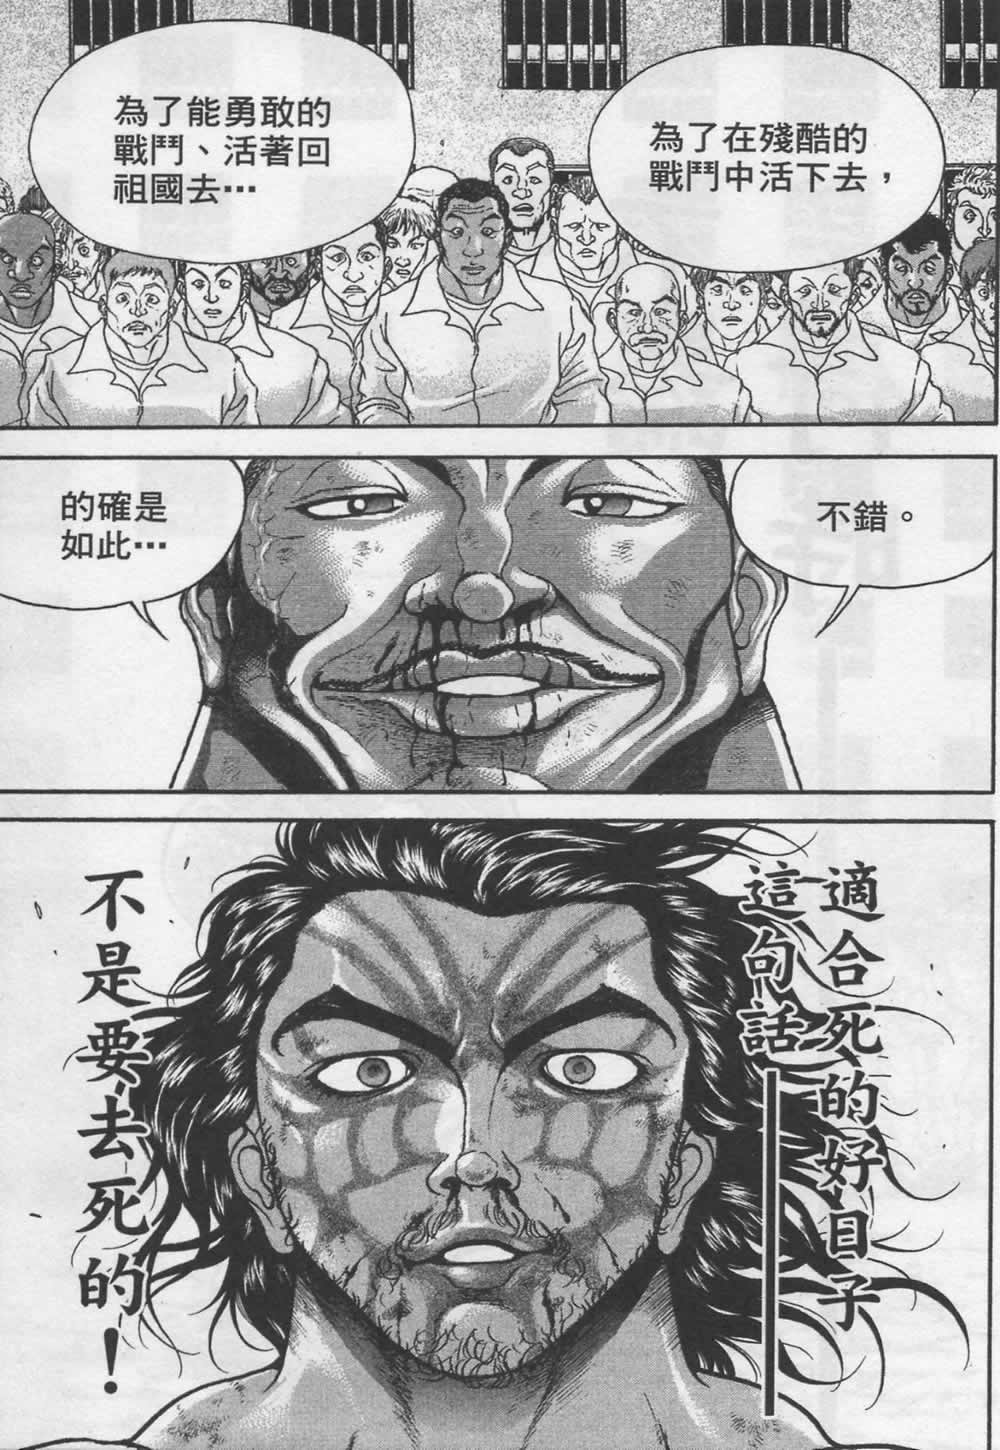 為了在殘酷的
戰鬥中活下去，
為了能勇敢的
戰鬥、活著回
祖國去…
不錯。
的確是
如此…
適合死的好日子
這句話——
不是要去死的！